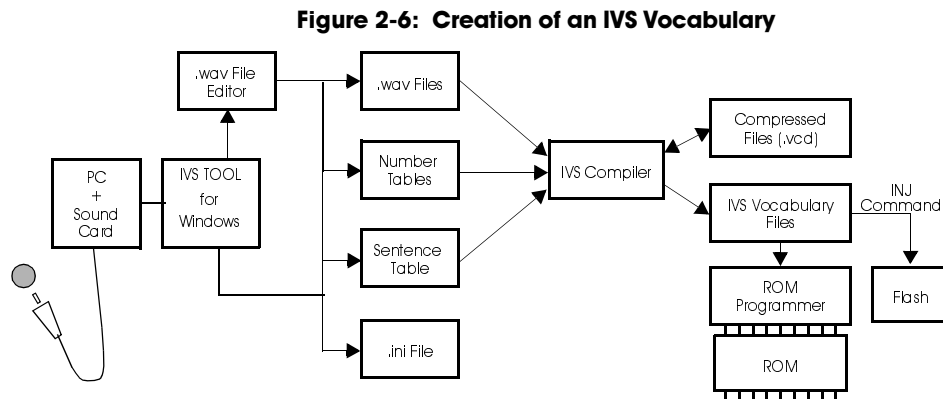 Figure 2-6: Creation of an IVS Vocabulary
.wav File
Editor
.wav Files
Compressed
Files (.vcd)
PC
+
Sound
Card
IVS TOOL
for
Windows
Number
Tables
IVS Compiler
IVS Vocabulary
Files
INJ
Command
Sentence
Table
ROM
Programmer
Flash
.ini File
ROM